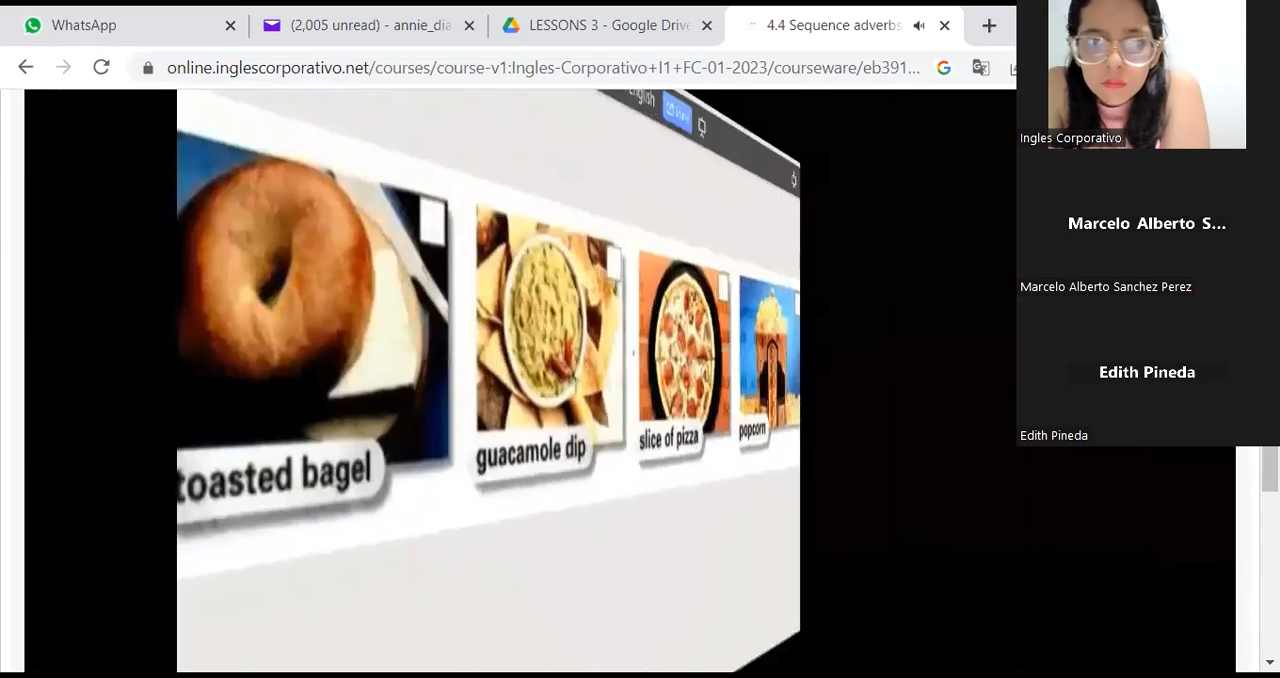 WhatsApp
(2,005 unread) - annie_dia
LESSONS 3 - Google Drive
4.4 Sequence adverbs
online.inglescorporativo.net/courses/course-v1:Ingles-Corporativo+I1+FC-01-2023/courseware/eb391...
English
toasted bagel
guacamole dip
slice of pizza
popcorn
Ingles Corporativo
Marcelo Alberto S...
Marcelo Alberto Sanchez Perez
Edith Pineda
Edith Pineda